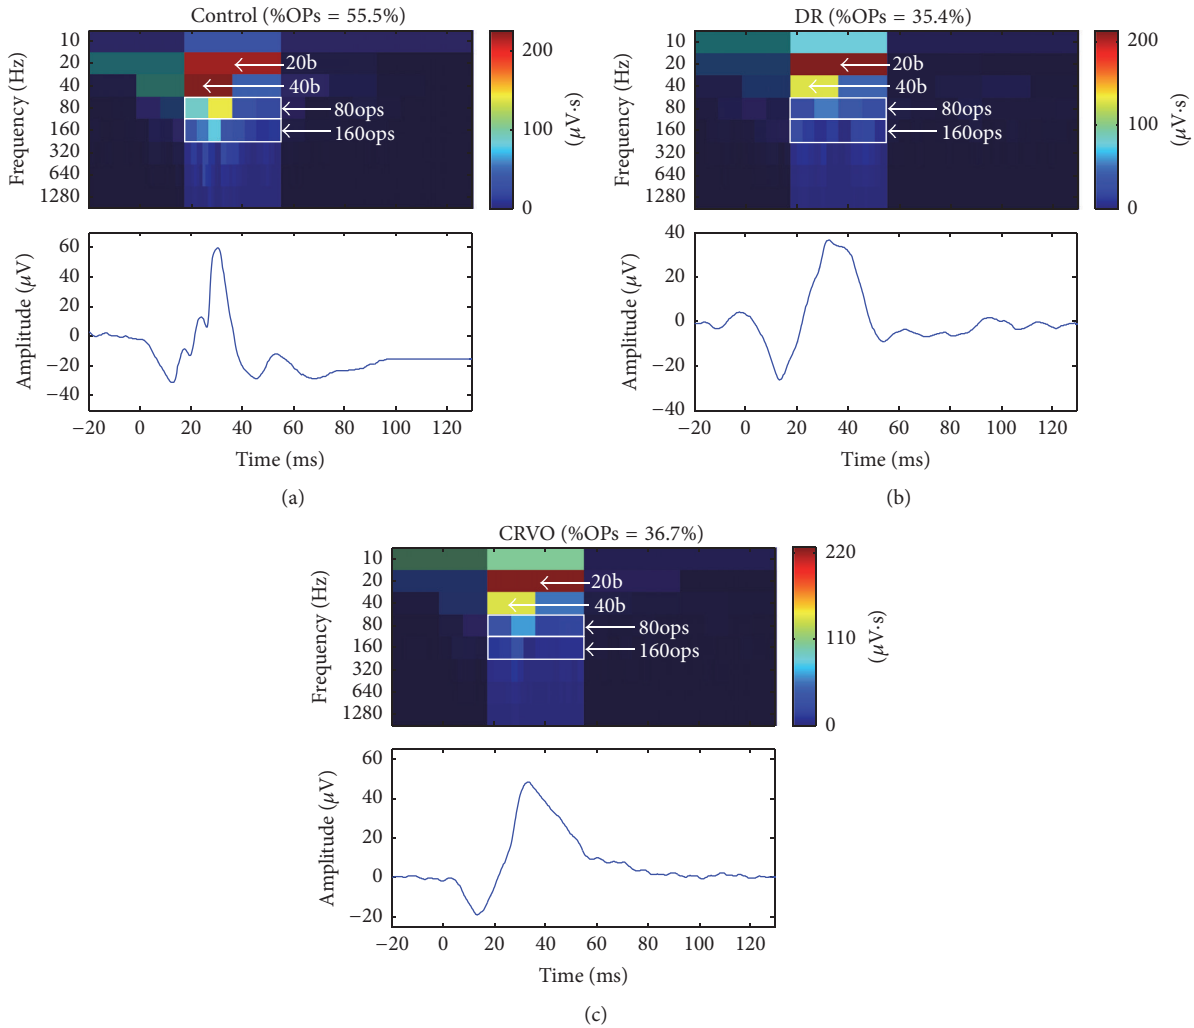 Control (%OPs = 55.5%)
Frequency (Hz)
10
20
40
80
160
320
640
1280
20b
40b
80ops
160ops
200
100
0
(μV·s)
Amplitude (μV)
60
40
20
0
−20
−40
−20 0 20 40 60 80 100 120
Time (ms)
(a)
DR (%OPs = 35.4%)
Frequency (Hz)
10
20
40
80
160
320
640
1280
20b
40b
80ops
160ops
200
100
0
(μV·s)
Amplitude (μV)
40
20
0
−20
−40
−20 0 20 40 60 80 100 120
Time (ms)
(b)
CRVO (%OPs = 36.7%)
Frequency (Hz)
10
20
40
80
160
320
640
1280
20b
40b
80ops
160ops
220
110
0
(μV·s)
Amplitude (μV)
60
40
20
0
−20
−20 0 20 40 60 80 100 120
Time (ms)
(c)